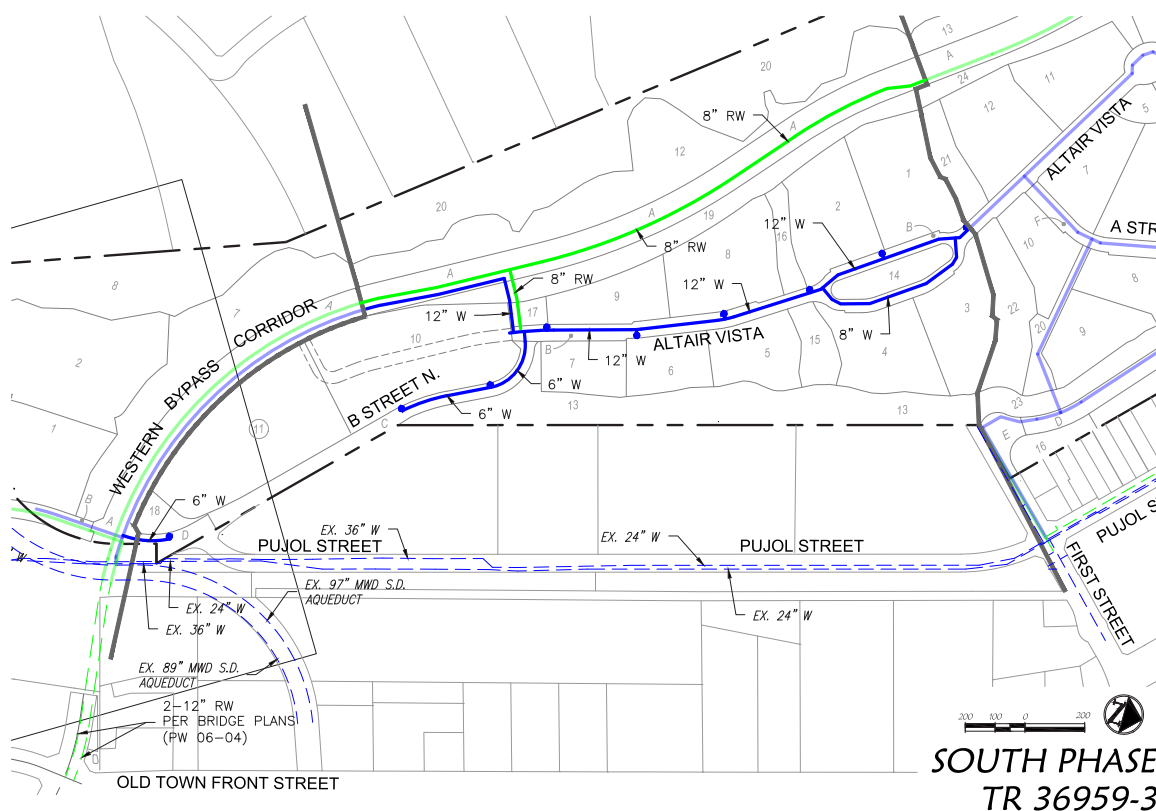 13
A
20
24
11
12
5
8" RW
A
ALTAIR VISTA
12
1
21
7
20
A
19
2
12" W
B
F
A STR
16
10
8" RW
8
8
A
8" RW
14
8
7
A
9
12" W
3
22
WESTERN BYPASS CORRIDOR
12" W
17
8" W
20
2
10
B
12" W
ALTAIR VISTA
15
4
7
6
5
B STREET N.
6" W
23
1
11
C
6" W
13
13
E
D
16
B
A
18
6" W
D
EX. 36" W
PUJOL STREET
EX. 24" W
PUJOL STREET
PUJOL S
W
EX. 97" MWD S.D.
AQUEDUCT
FIRST STREET
EX. 24" W
EX. 24" W
EX. 36" W
EX. 89" MWD S.D.
AQUEDUCT
2-12" RW
PER BRIDGE PLANS
(PW 06-04)
D
OLD TOWN FRONT STREET
200 100 0 200
SOUTH PHASE
TR 36959-3